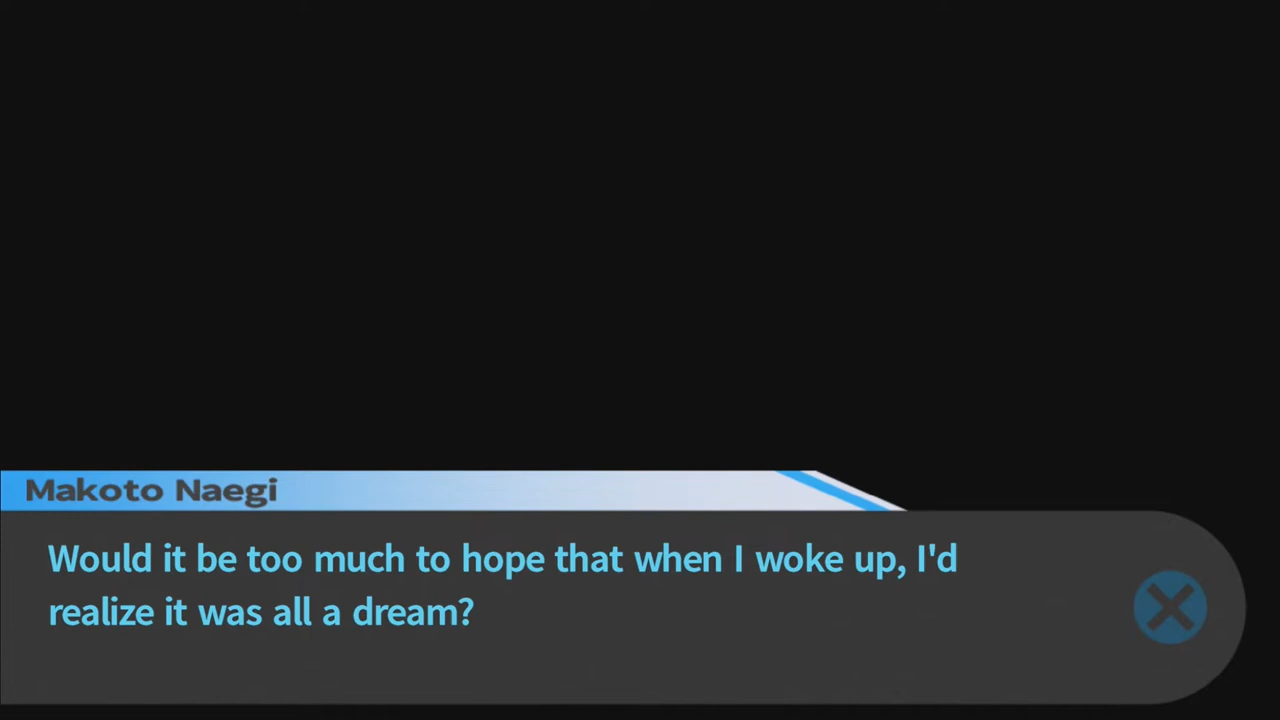 Makoto Naegi
Would it be too much to hope that when I woke up, I'd
realize it was all a dream?